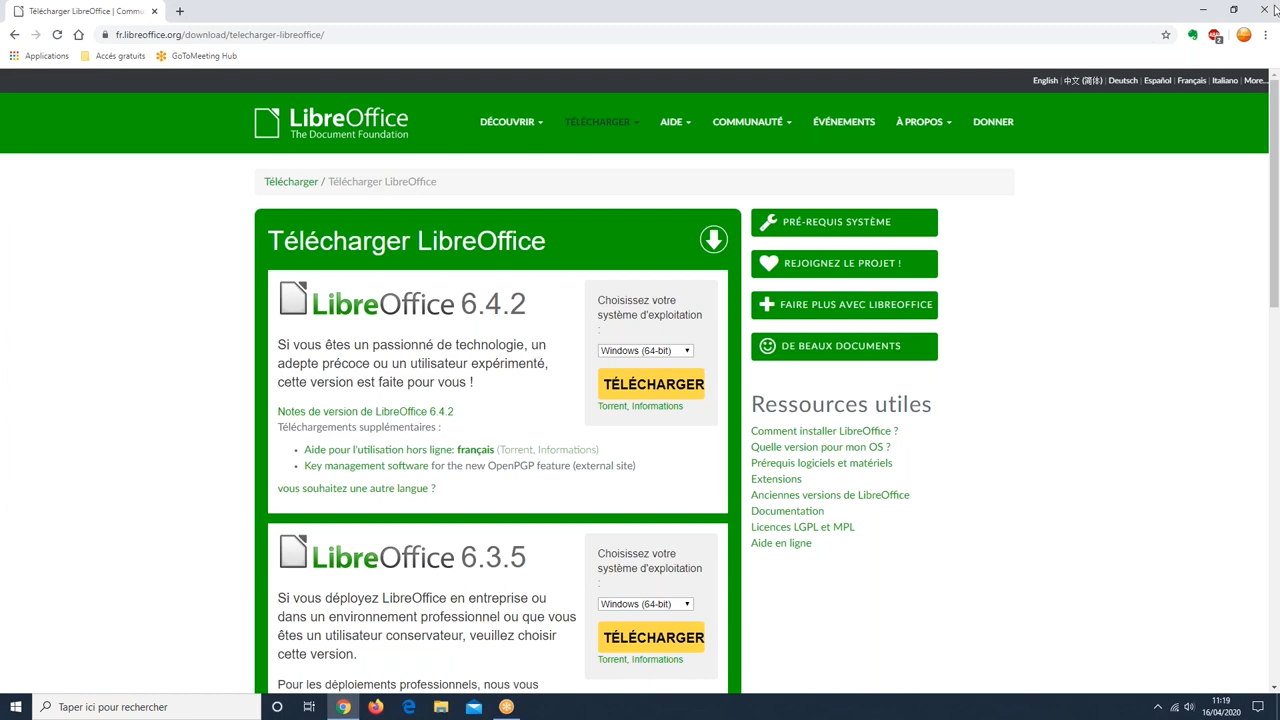 Télécharger LibreOffice | Commu
fr.libreoffice.org/download/telecharger-libreoffice/
2
Applications
Accés gratuits
GoToMeeting Hub
English | 中文 (简体) | Deutsch | Español | Français | Italiano | More...
LibreOffice
The Document Foundation
DÉCOUVRIR
TÉLÉCHARGER
AIDE
COMMUNAUTÉ
ÉVÉNEMENTS
À PROPOS
DONNER
Télécharger / Télécharger LibreOffice
Télécharger LibreOffice
LibreOffice 6.4.2
Si vous êtes un passionné de technologie, un
adepte précoce ou un utilisateur expérimenté,
cette version est faite pour vous !
Notes de version de LibreOffice 6.4.2
Téléchargements supplémentaires :
• Aide pour l'utilisation hors ligne: français (Torrent, Informations)
• Key management software for the new OpenPGP feature (external site)
vous souhaitez une autre langue ?
Choisissez votre
système d'exploitation
:
Windows (64-bit)
TÉLÉCHARGER
Torrent, Informations
LibreOffice 6.3.5
Si vous déployez LibreOffice en entreprise ou
dans un environnement professionnel ou que vous
êtes un utilisateur conservateur, veuillez choisir
cette version.
Pour les déploiements professionnels, nous vous
Choisissez votre
système d'exploitation
:
Windows (64-bit)
TÉLÉCHARGER
Torrent, Informations
PRÉ-REQUIS SYSTÈME
REJOIGNEZ LE PROJET !
FAIRE PLUS AVEC LIBREOFFICE
DE BEAUX DOCUMENTS
Ressources utiles
Comment installer LibreOffice ?
Quelle version pour mon OS ?
Prérequis logiciels et matériels
Extensions
Anciennes versions de LibreOffice
Documentation
Licences LGPL et MPL
Aide en ligne
Taper ici pour rechercher
11:19
16/04/2020